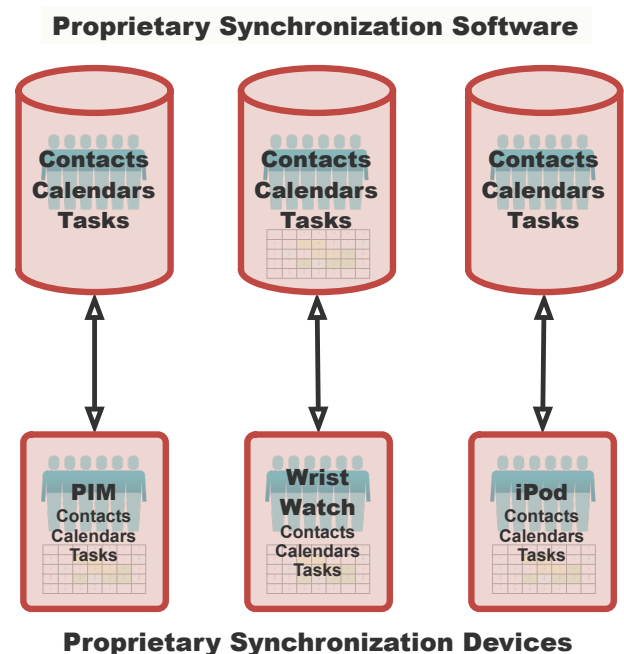 Proprietary Synchronization Software
Contacts
Calendars
Tasks
Contacts
Calendars
Tasks
Contacts
Calendars
Tasks
PIM
Contacts
Calendars
Tasks
Wrist
Watch
Contacts
Calendars
Tasks
iPod
Contacts
Calendars
Tasks
Proprietary Synchronization Devices